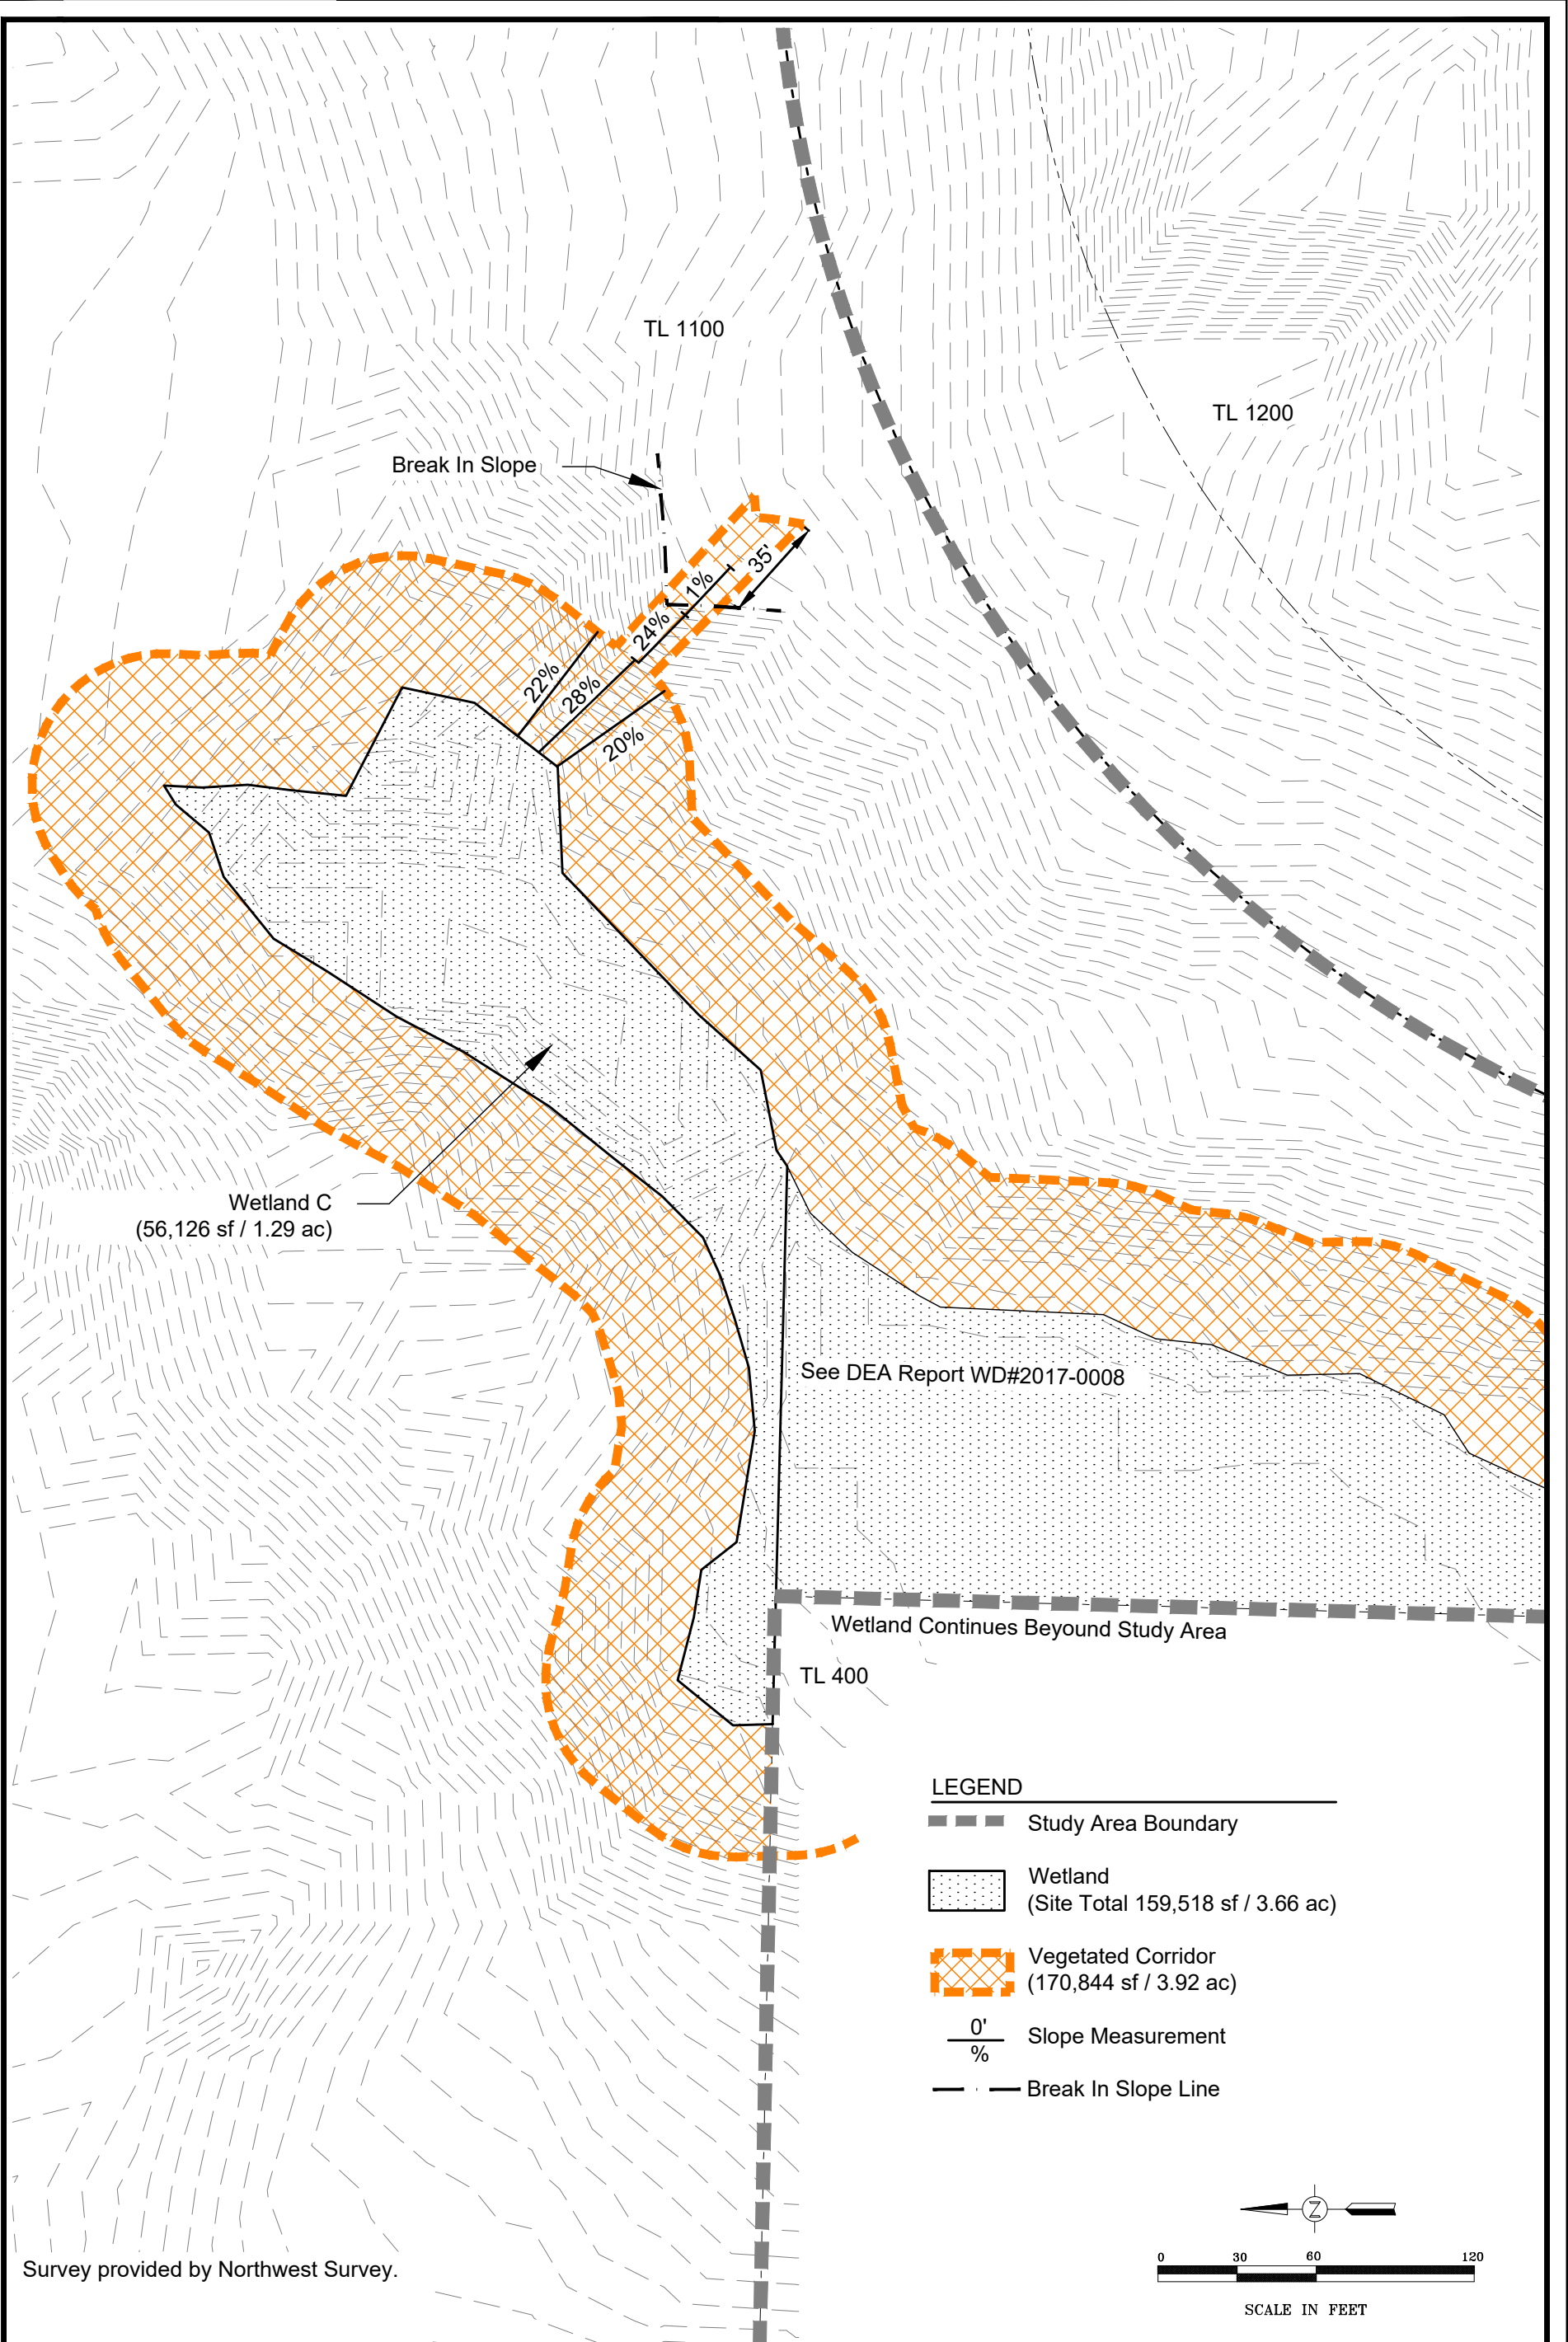 TL 1100
TL 1200
Break In Slope
35'
1%
24%
22%
28%
20%
Wetland C
(56,126 sf / 1.29 ac)
See DEA Report WD#2017-0008
Wetland Continues Beyound Study Area
TL 400
LEGEND
Study Area Boundary
Wetland
(Site Total 159,518 sf / 3.66 ac)
Vegetated Corridor
(170,844 sf / 3.92 ac)
0'
%
Slope Measurement
Break In Slope Line
Z
0 30 60 120
SCALE IN FEET
Survey provided by Northwest Survey.